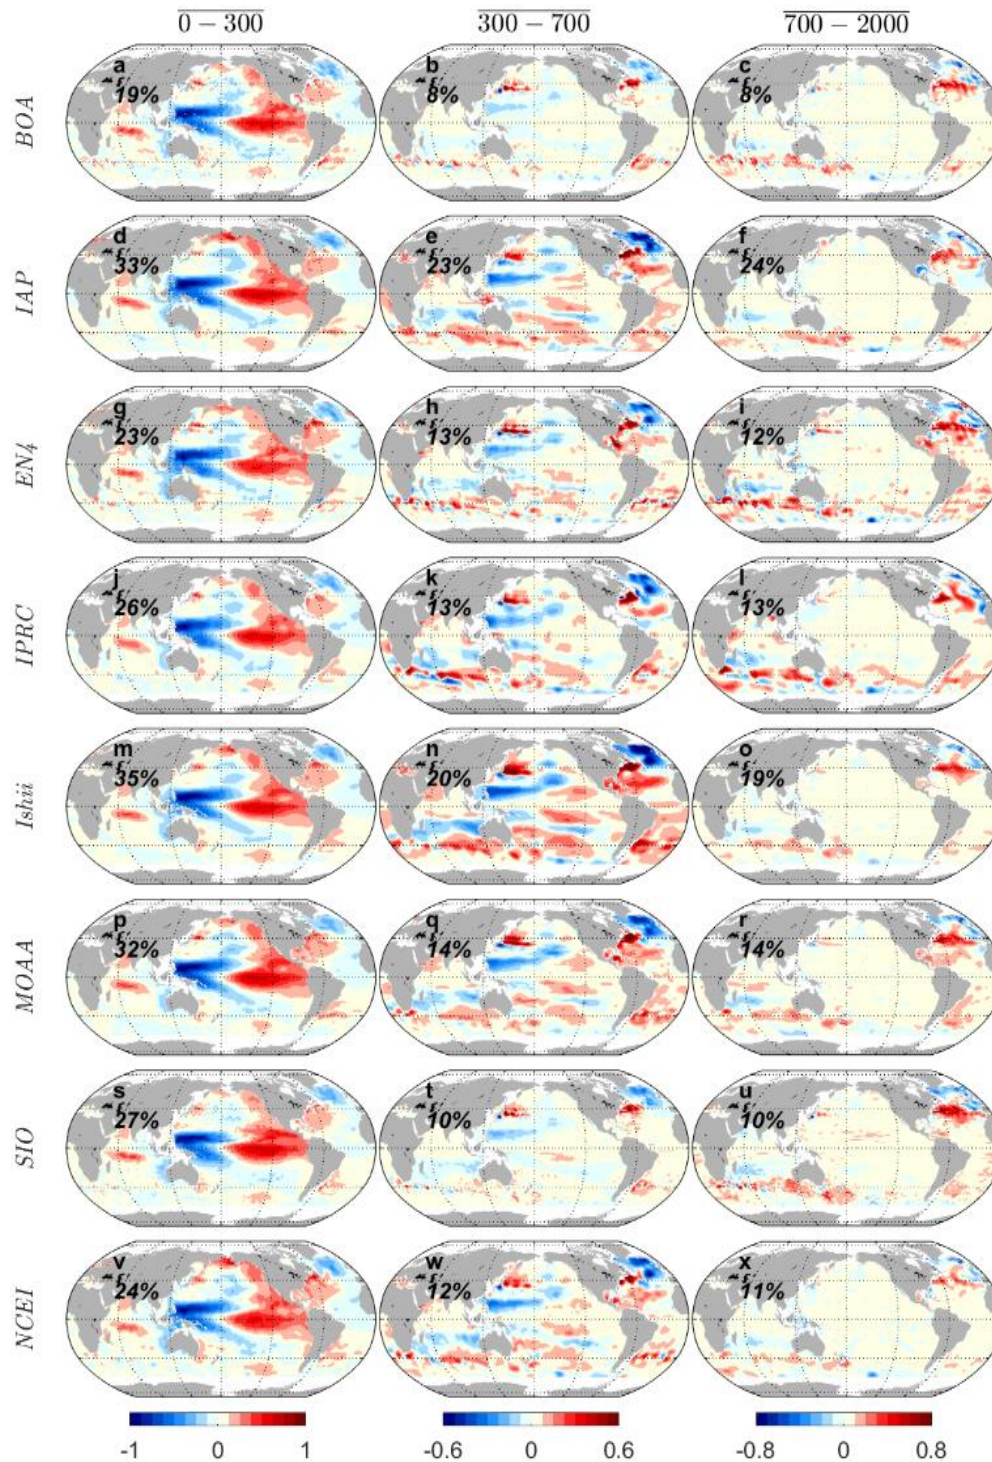 0 − 300 300 − 700 700 − 2000
BOA
a b c
19% 8% 8%
IAP
d e f
33% 23% 24%
EN4
g h i
23% 13% 12%
IPRC
j k l
26% 13% 13%
Ishii
m n o
35% 20% 19%
MOAA
p q r
32% 14% 14%
SIO
s t u
27% 10% 10%
NCEI
v w x
24% 12% 11%
-1 0 1 -0.6 0 0.6 -0.8 0 0.8